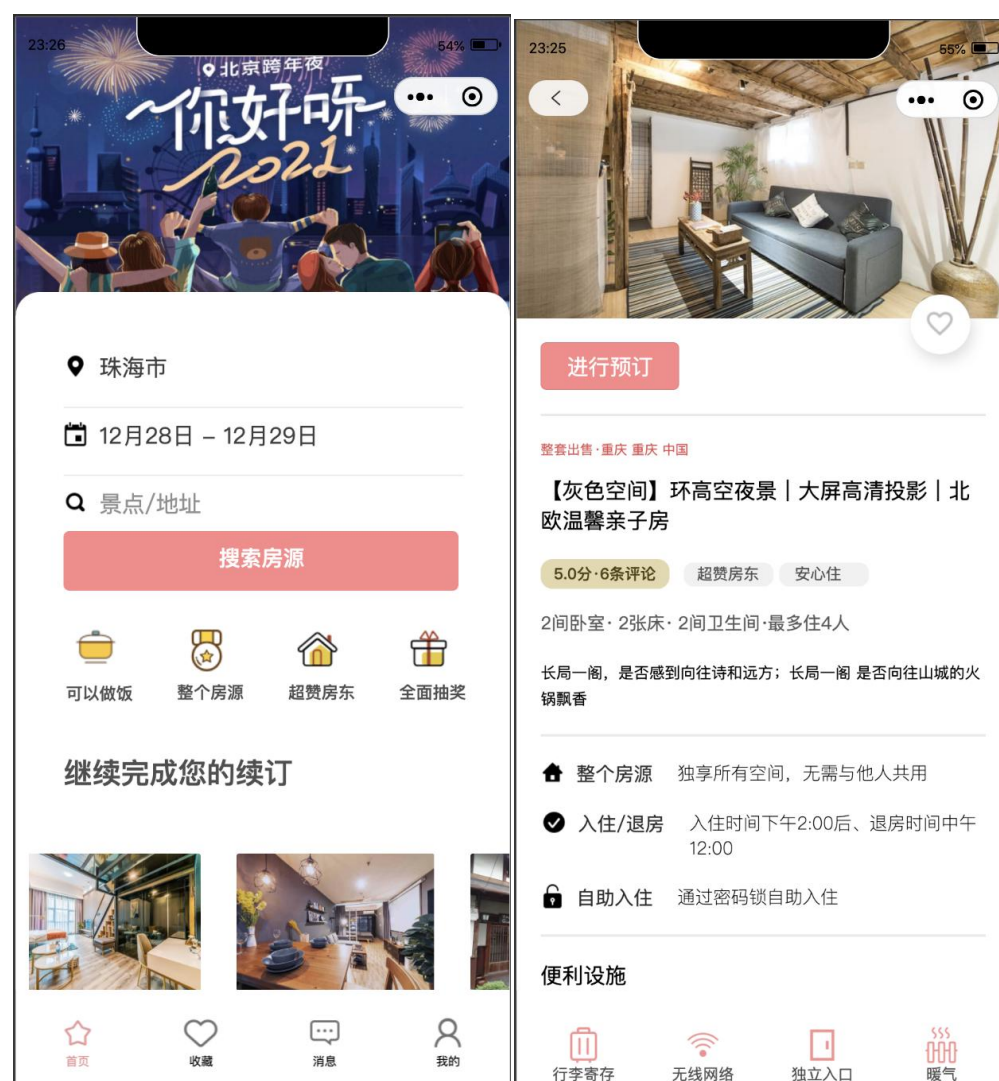 23:26
54%
北京跨年夜
你好呀
2021
珠海市
12月28日 – 12月29日
景点/地址
搜索房源
可以做饭
整个房源
超赞房东
全面抽奖
继续完成您的续订
首页
收藏
消息
我的
23:25
55%
进行预订
整套出售·重庆 重庆 中国
【灰色空间】环高空夜景｜大屏高清投影｜北
欧温馨亲子房
5.0分·6条评论
超赞房东
安心住
2间卧室· 2张床· 2间卫生间·最多住4人
长局一阁，是否感到向往诗和远方；长局一阁 是否向往山城的火
锅飘香
整个房源 独享所有空间，无需与他人共用
入住/退房 入住时间下午2:00后、退房时间中午
12:00
自助入住 通过密码锁自助入住
便利设施
行李寄存
无线网络
独立入口
暖气